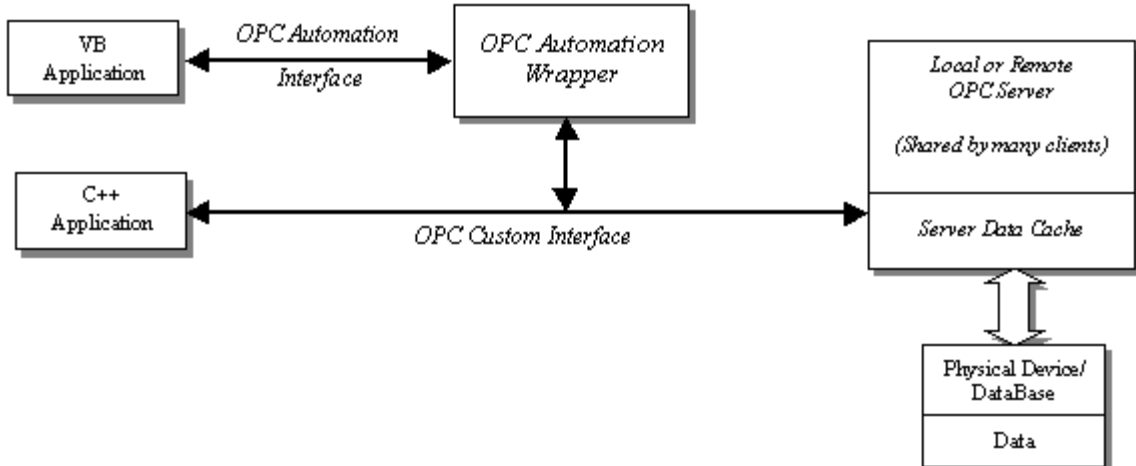 VB
Application
OPC Automation
Interface
OPC Automation
Wrapper
Local or Remote
OPC Server
(Shared by many clients)
C++
Application
OPC Custom Interface
Server Data Cache
Physical Device/
DataBase
Data